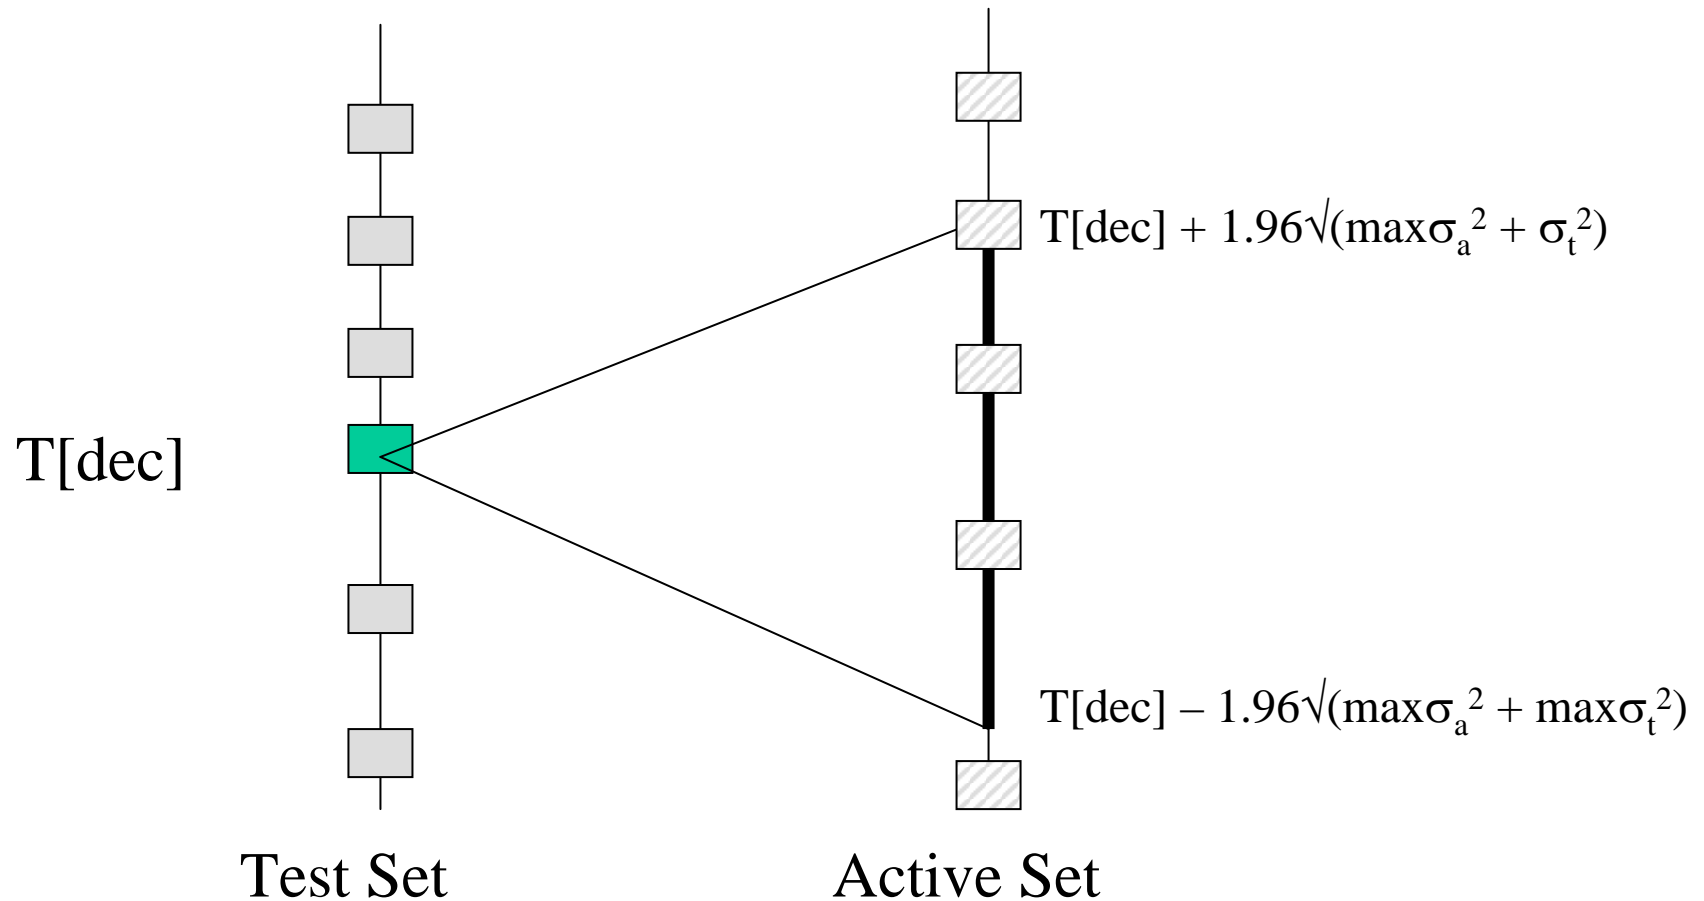 T[dec] + 1.96√(maxσₐ² + σₜ²)
T[dec]
T[dec] – 1.96√(maxσₐ² + maxσₜ²)
Test Set
Active Set